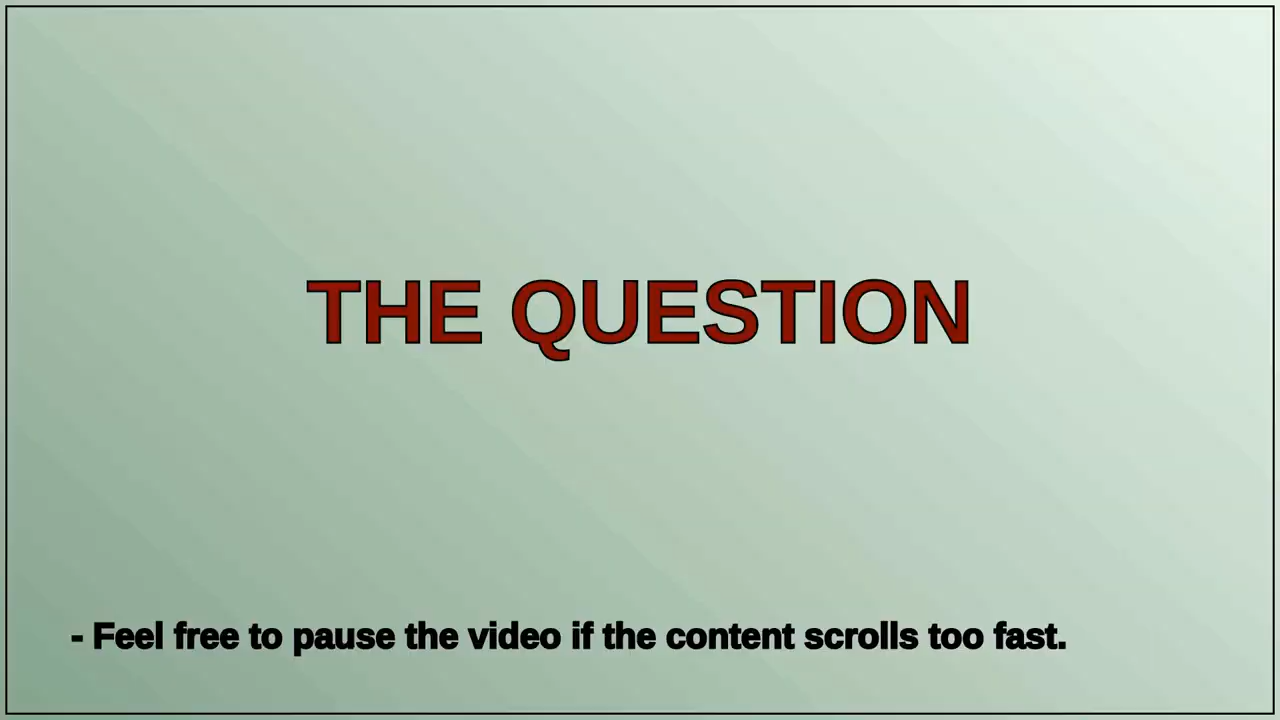 THE QUESTION
- Feel free to pause the video if the content scrolls too fast.